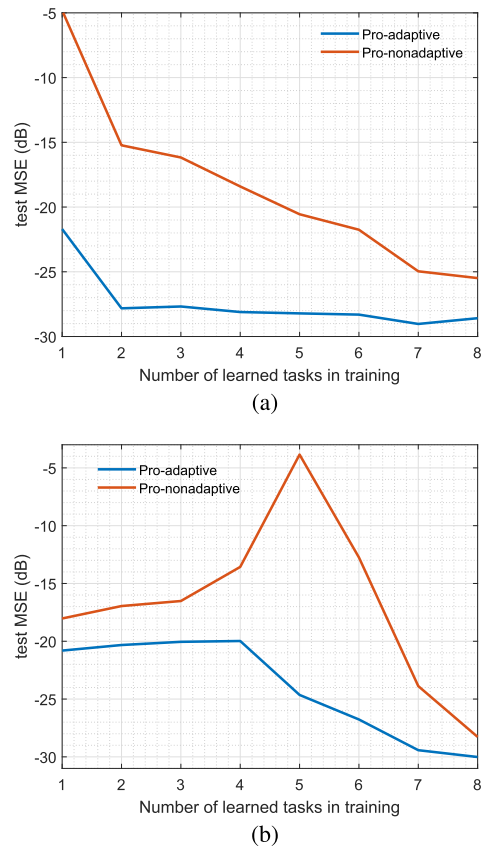 -5
-10
-15
-20
-25
-30
test MSE (dB)
Pro-adaptive
Pro-nonadaptive
1 2 3 4 5 6 7 8
Number of learned tasks in training
(a)
-5
-10
-15
-20
-25
-30
test MSE (dB)
Pro-adaptive
Pro-nonadaptive
1 2 3 4 5 6 7 8
Number of learned tasks in training
(b)